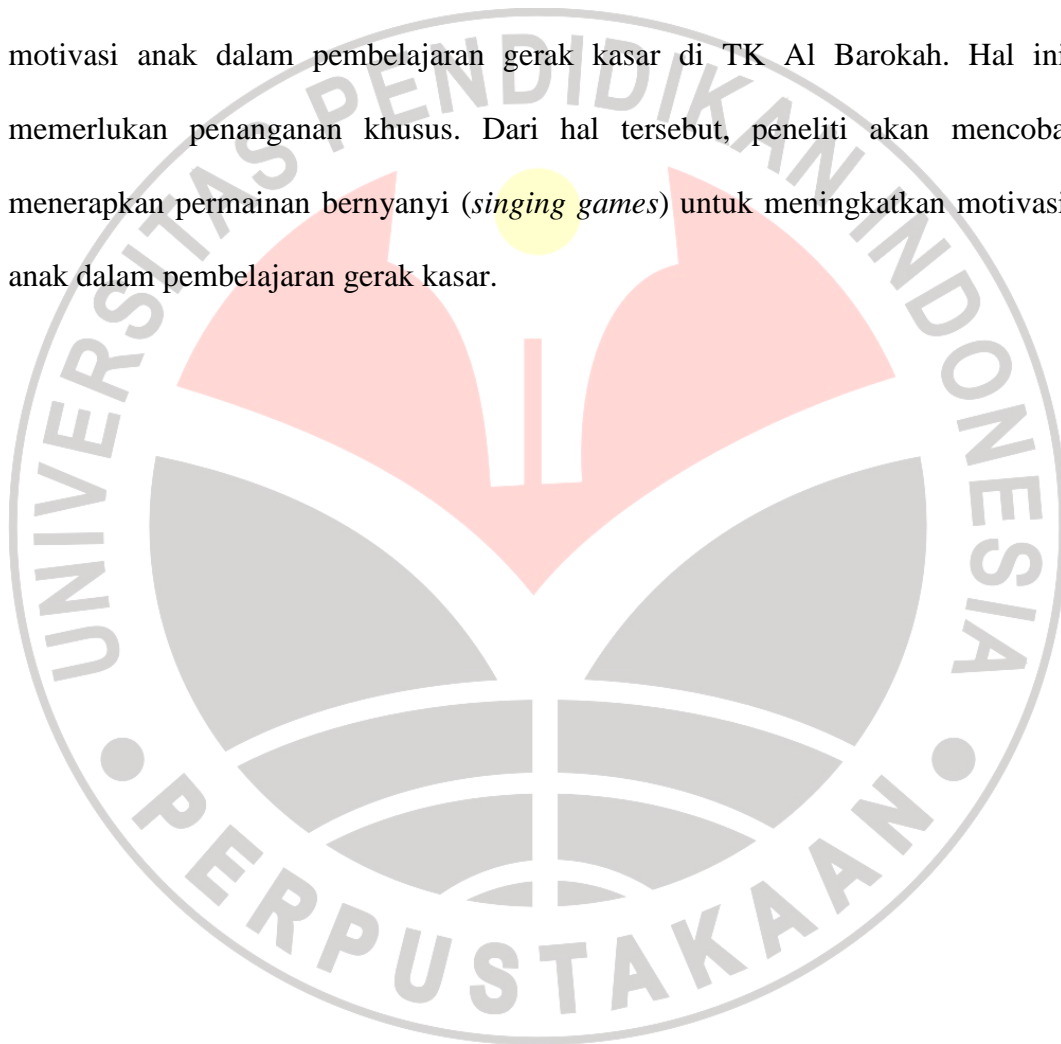 motivasi anak dalam pembelajaran gerak kasar di TK Al Barokah. Hal ini
memerlukan penanganan khusus. Dari hal tersebut, peneliti akan mencoba
menerapkan permainan bernyanyi (singing games) untuk meningkatkan motivasi
anak dalam pembelajaran gerak kasar.
UNIVERSITAS PENDIDIKAN INDONESIA
PERPUSTAKAAN